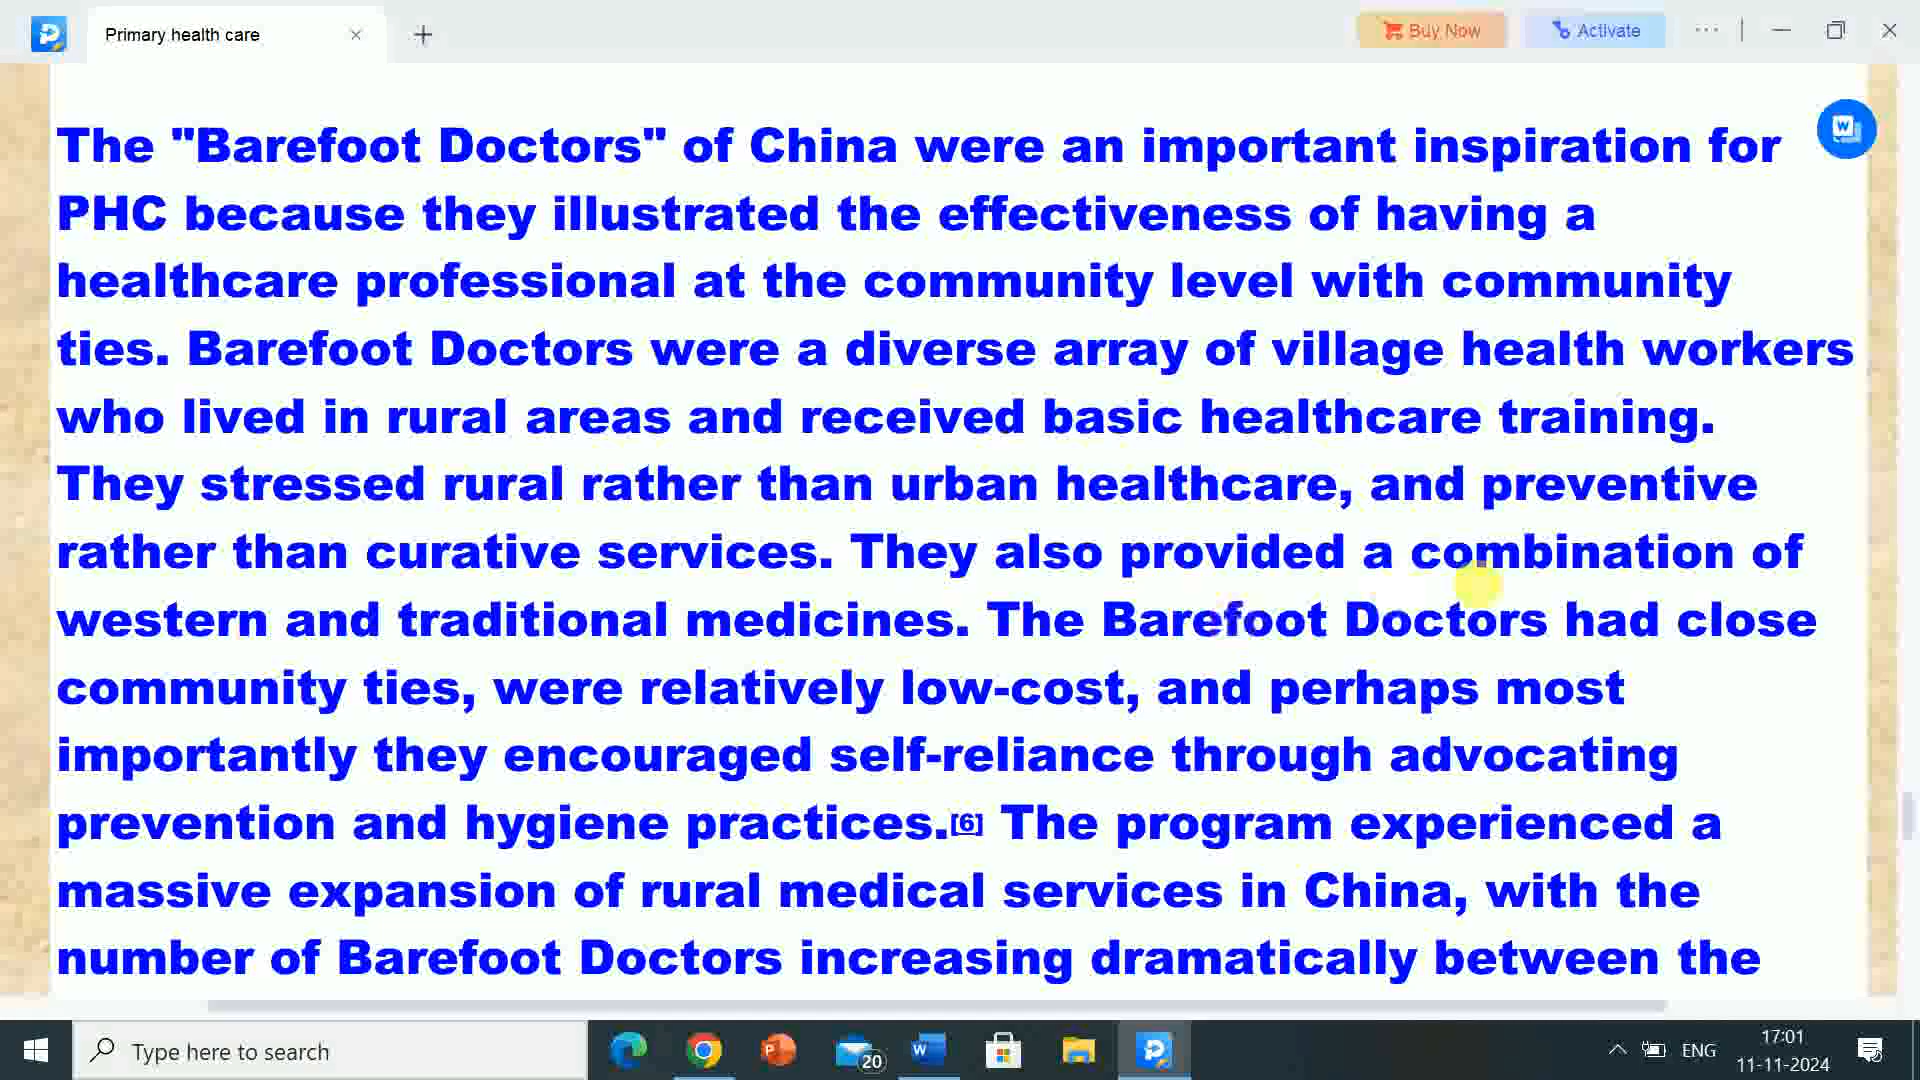 Primary health care
Buy Now
Activate
The "Barefoot Doctors" of China were an important inspiration for
PHC because they illustrated the effectiveness of having a
healthcare professional at the community level with community
ties. Barefoot Doctors were a diverse array of village health workers
who lived in rural areas and received basic healthcare training.
They stressed rural rather than urban healthcare, and preventive
rather than curative services. They also provided a combination of
western and traditional medicines. The Barefoot Doctors had close
community ties, were relatively low-cost, and perhaps most
importantly they encouraged self-reliance through advocating
prevention and hygiene practices.[6] The program experienced a
massive expansion of rural medical services in China, with the
number of Barefoot Doctors increasing dramatically between the
Type here to search
20
ENG
17:01
11-11-2024